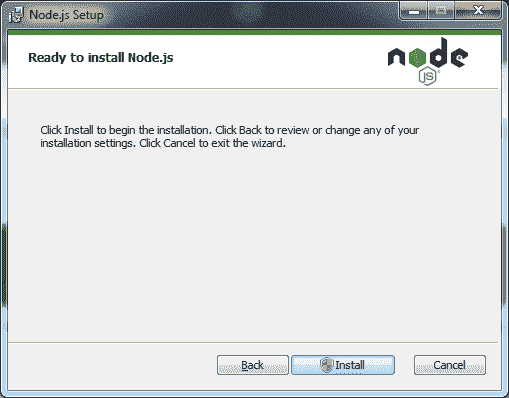 Node.js Setup
Ready to install Node.js
node
JS
Click Install to begin the installation. Click Back to review or change any of your
installation settings. Click Cancel to exit the wizard.
Back
Install
Cancel